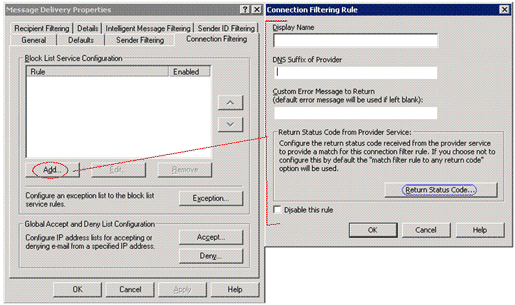 Message Delivery Properties
Recipient Filtering
Details
Intelligent Message Filtering
Sender ID Filtering
General
Defaults
Sender Filtering
Connection Filtering
Block List Service Configuration
Rule
Enabled
Add...
Edit...
Remove
Configure an exception list to the block list
service rules.
Exception...
Global Accept and Deny List Configuration
Configure IP address lists for accepting or
denying e-mail from a specified IP address.
Accept...
Deny...
OK
Cancel
Apply
Help
Connection Filtering Rule
Display Name
DNS Suffix of Provider
Custom Error Message to Return
(default error message will be used if left blank):
Return Status Code from Provider Service:
Configure the return status code received from the provider service
to provide a match for this connection filter rule. If you choose not to
configure this by default the "match filter rule to any return code"
option will be used.
Return Status Code...
Disable this rule
OK
Cancel
Help